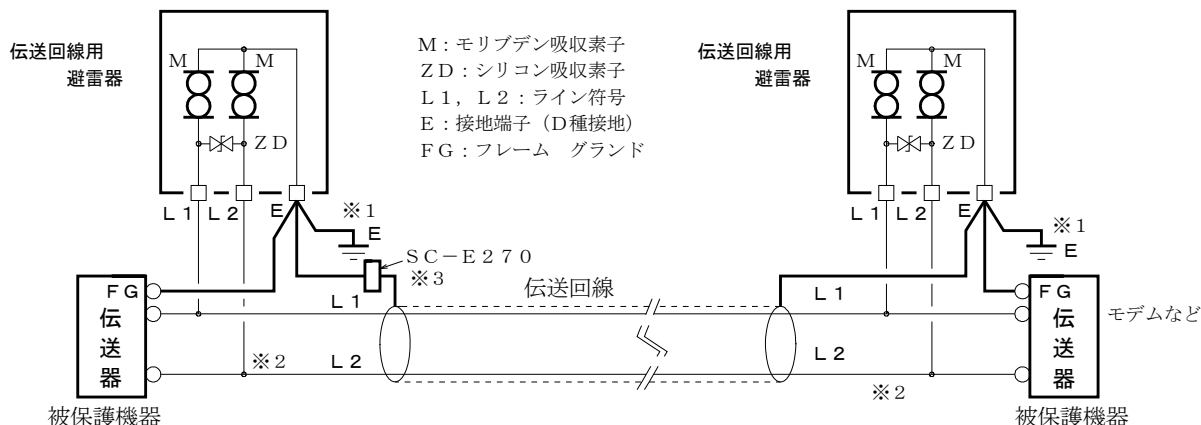 伝送回線用
避雷器
M
M
ZD
L1
L2
E
※1
E
M:モリブデン吸収素子
ZD:シリコン吸収素子
L1,L2:ライン符号
E:接地端子(D種接地)
FG:フレーム グランド
伝送回線用
避雷器
M
M
ZD
L1
L2
E
※1
E
SC-E270
※3
伝送回線
FG
伝送器
L1
※2
L2
被保護機器
L1
L2
※2
FG
伝送器
モデムなど
被保護機器